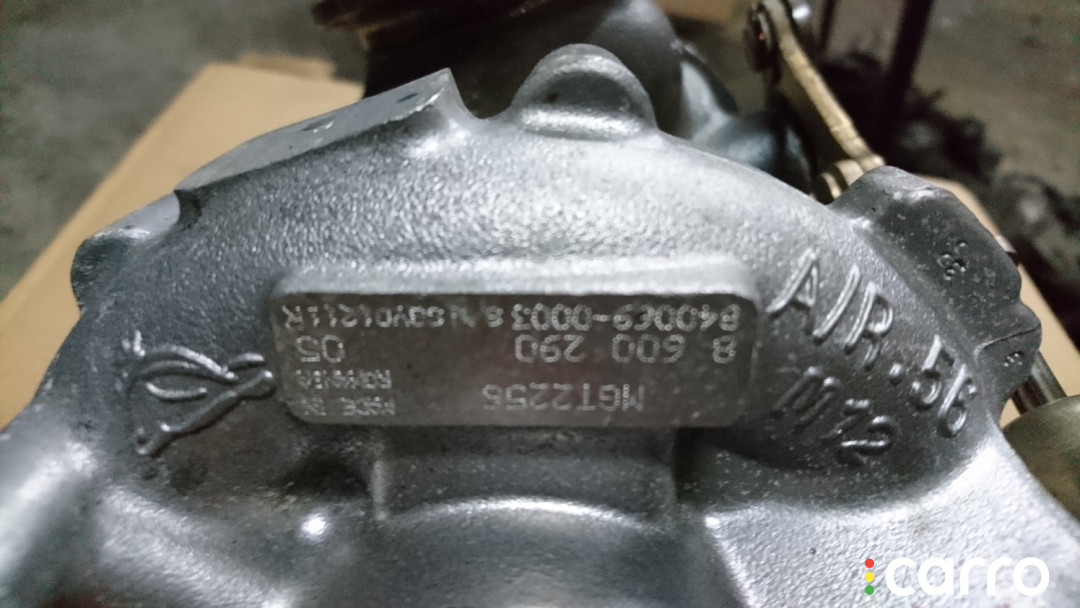 MGT2256
MADE IN
ROMANIA
8 600 290
05
840069-0003
AIR.56
M12
carro